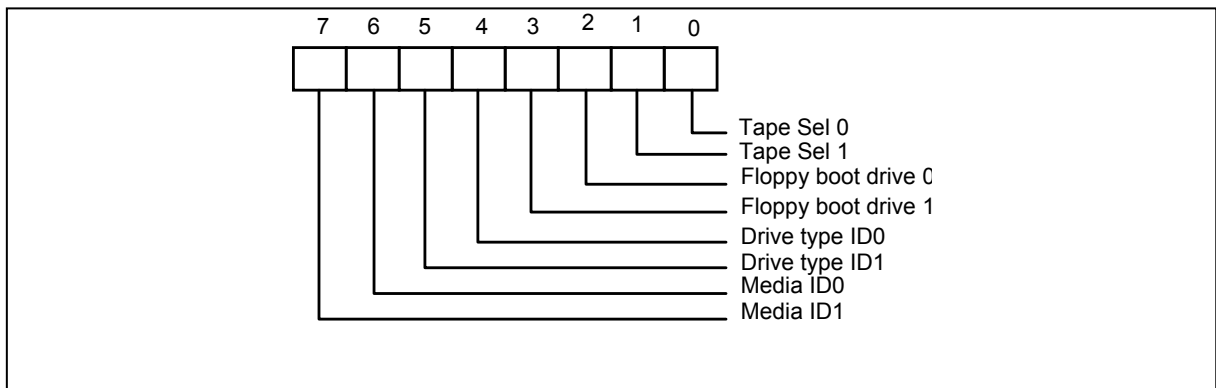 7 6 5 4 3 2 1 0
Tape Sel 0
Tape Sel 1
Floppy boot drive 0
Floppy boot drive 1
Drive type ID0
Drive type ID1
Media ID0
Media ID1